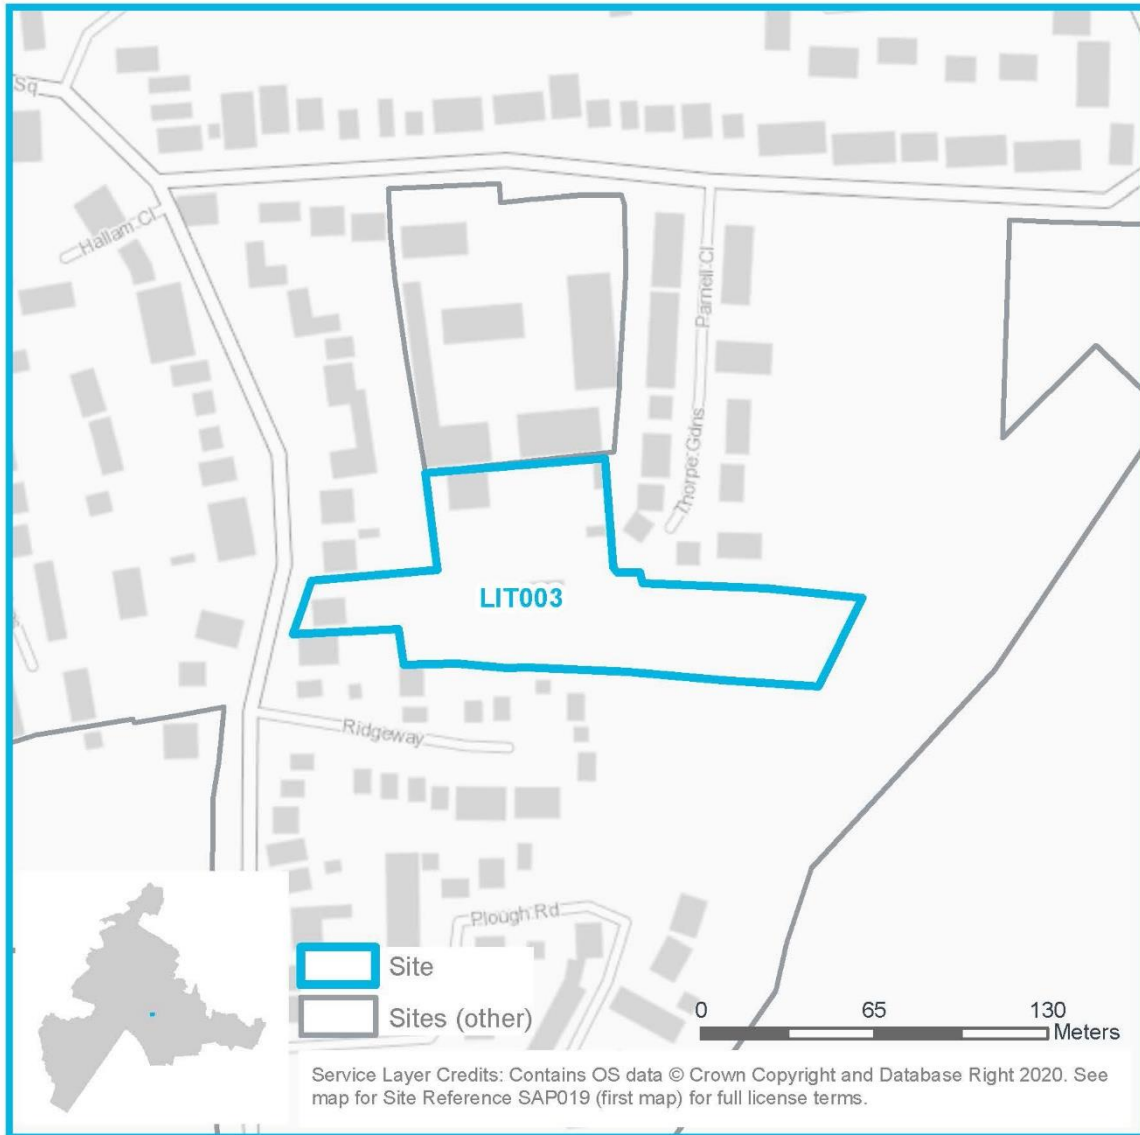 Sq
Hallam Cl
Parnell Cl
Thorpe Gdns
LIT003
Ridgeway
Plough Rd
Site
Sites (other)
0 65 130
Meters
Service Layer Credits: Contains OS data © Crown Copyright and Database Right 2020. See
map for Site Reference SAP019 (first map) for full license terms.